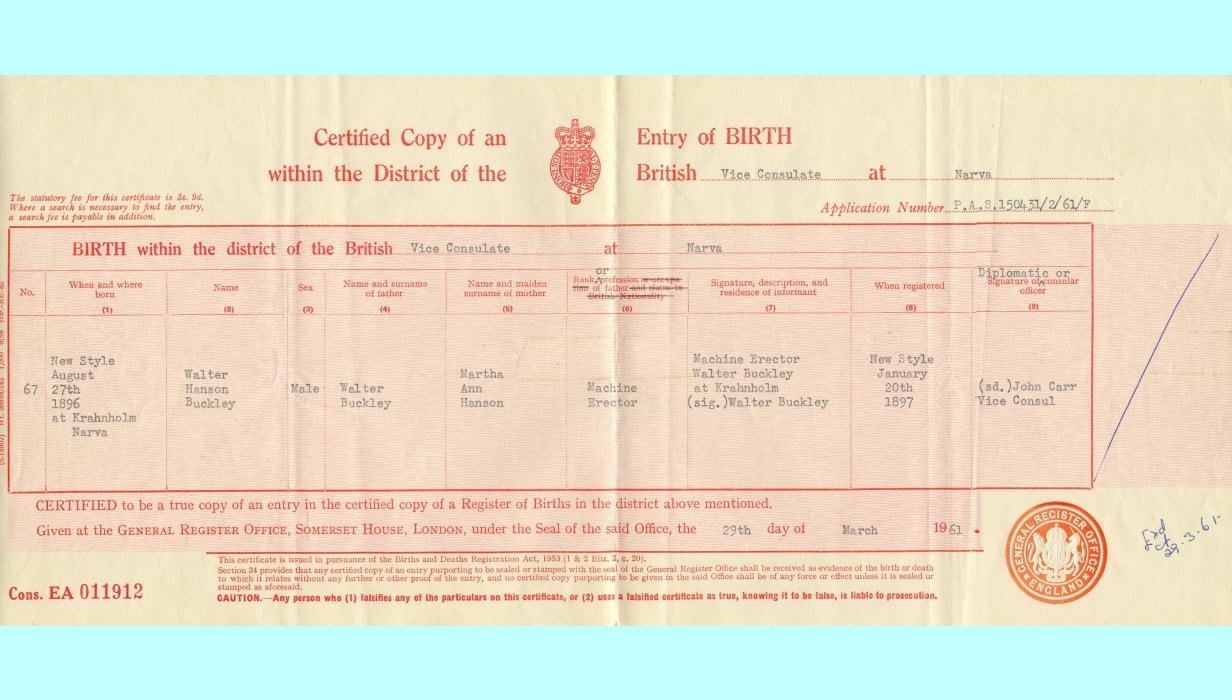 Certified Copy of an Entry of BIRTH
within the District of the British Vice Consulate at Narva
The statutory fee for this certificate is 3s. 9d.
Where a search is necessary to find the entry,
a search fee is payable in addition.
Application Number P.A.S.150431/2/61/F
BIRTH within the district of the British Vice Consulate at Narva
No.
When and where
born
(1)
Name
(2)
Sex
(3)
Name and surname
of father
(4)
Name and maiden
surname of mother
(5)
or
Rank, profession or occupa-
tion of father and claim to
British Nationality
(6)
Signature, description, and
residence of informant
(7)
When registered
(8)
Diplomatic or
Signature of consular
officer
(9)
67
New Style
August
27th
1896
at Krahnholm
Narva
Walter
Hanson
Buckley
Male
Walter
Buckley
Martha
Ann
Hanson
Machine
Erector
Machine Erector
Walter Buckley
at Krahnholm
(sig.)Walter Buckley
New Style
January
20th
1897
(sd.)John Carr
Vice Consul
CERTIFIED to be a true copy of an entry in the certified copy of a Register of Births in the district above mentioned.
Given at the GENERAL REGISTER OFFICE, SOMERSET HOUSE, LONDON, under the Seal of the said Office, the 29th day of March 1961.
This certificate is issued in pursuance of the Births and Deaths Registration Act, 1953 (1 & 2 Eliz. 2, c. 20).
Section 34 provides that any certified copy of an entry purporting to be sealed or stamped with the seal of the General Register Office shall be received as evidence of the birth or death
to which it relates without any further or other proof of the entry, and no certified copy purporting to be given in the said Office shall be of any force or effect unless it is sealed or
stamped as aforesaid.
CAUTION.—Any person who (1) falsifies any of the particulars on this certificate, or (2) uses a falsified certificate as true, knowing it to be false, is liable to prosecution.
Cons. EA 011912
GENERAL REGISTER OFFICE
ENGLAND
29.3.61.